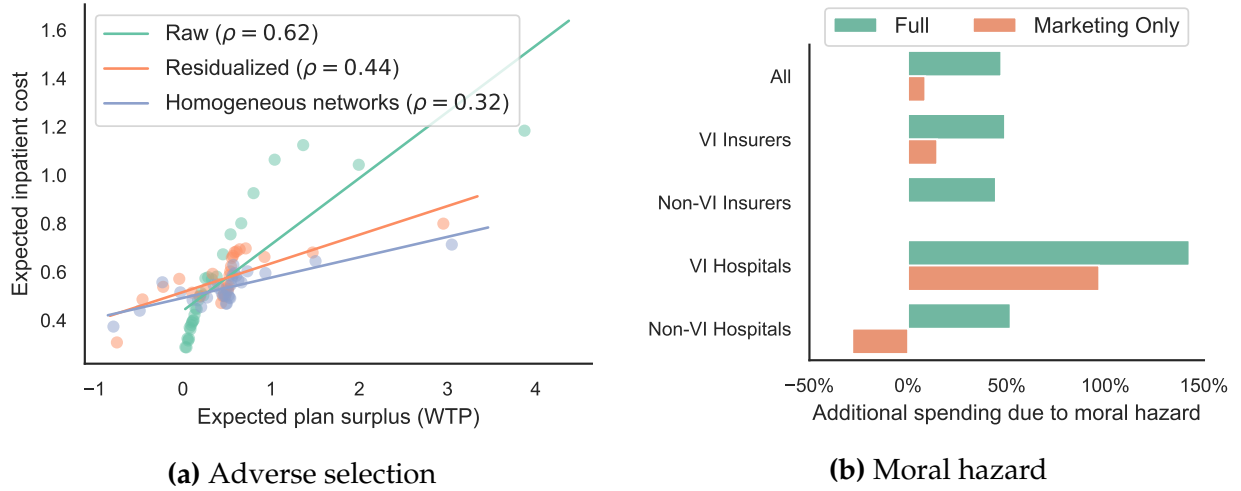 Raw (ρ = 0.62)
Residualized (ρ = 0.44)
Homogeneous networks (ρ = 0.32)
Expected inpatient cost
1.6
1.4
1.2
1.0
0.8
0.6
0.4
−1 0 1 2 3 4
Expected plan surplus (WTP)
(a) Adverse selection
Full Marketing Only
All
VI Insurers
Non-VI Insurers
VI Hospitals
Non-VI Hospitals
−50% 0% 50% 100% 150%
Additional spending due to moral hazard
(b) Moral hazard